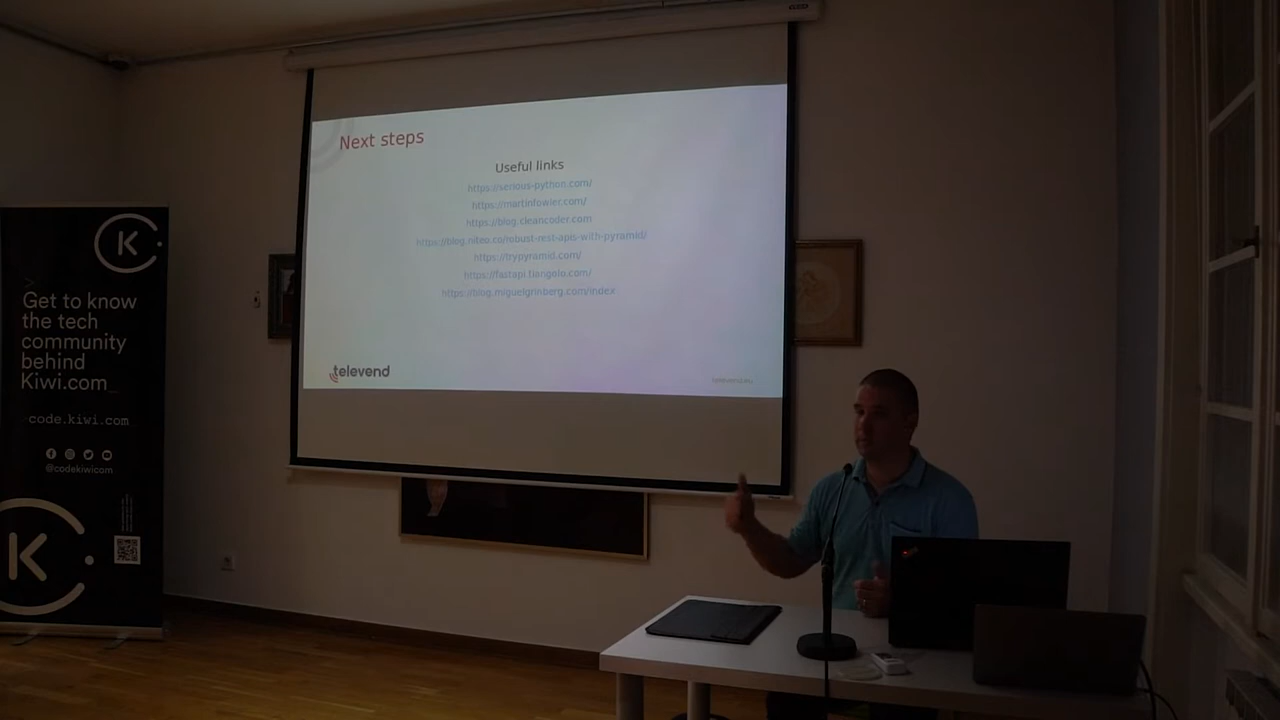 Next steps
Useful links
https://serious-python.com/
https://martinfowler.com/
https://blog.cleancoder.com
https://blog.niteo.co/robust-rest-apis-with-pyramid/
https://trypyramid.com/
https://fastapi.tiangolo.com/
https://blog.miguelgrinberg.com/index
televend
K
>
Get to know
the tech
community
behind
Kiwi.com_
code.kiwi.com
@codekiwicom
K